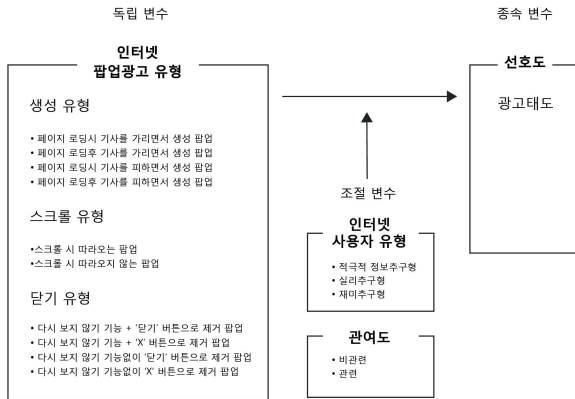 독립 변수
인터넷
팝업광고 유형
생성 유형
• 페이지 로딩시 기사를 가리면서 생성 팝업
• 페이지 로딩후 기사를 가리면서 생성 팝업
• 페이지 로딩시 기사를 피하면서 생성 팝업
• 페이지 로딩후 기사를 피하면서 생성 팝업
스크롤 유형
•스크롤 시 따라오는 팝업
•스크롤 시 따라오지 않는 팝업
닫기 유형
• 다시 보지 않기 기능 + '닫기' 버튼으로 제거 팝업
• 다시 보지 않기 기능 + 'X' 버튼으로 제거 팝업
• 다시 보지 않기 기능없이 '닫기' 버튼으로 제거 팝업
• 다시 보지 않기 기능없이 'X' 버튼으로 제거 팝업
조절 변수
인터넷
사용자 유형
• 적극적 정보추구형
• 실리추구형
• 재미추구형
관여도
• 비관련
• 관련
종속 변수
선호도
광고태도